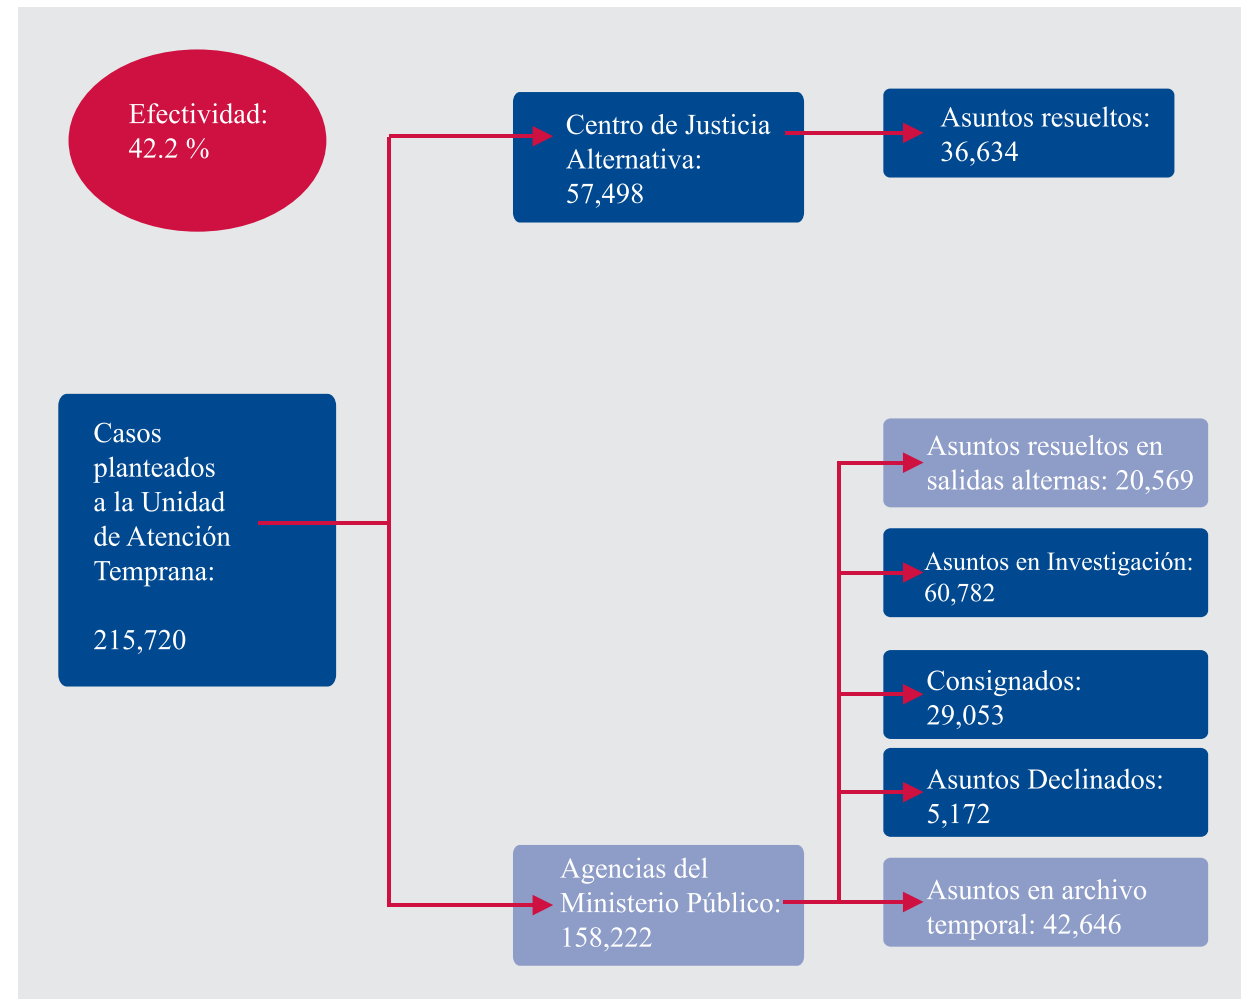 Efectividad:
42.2 %
Centro de Justicia
Alternativa:
57,498
Asuntos resueltos:
36,634
Casos
planteados
a la Unidad
de Atención
Temprana:
215,720
Asuntos resueltos en
salidas alternas: 20,569
Asuntos en Investigación:
60,782
Consignados:
29,053
Asuntos Declinados:
5,172
Agencias del
Ministerio Público:
158,222
Asuntos en archivo
temporal: 42,646